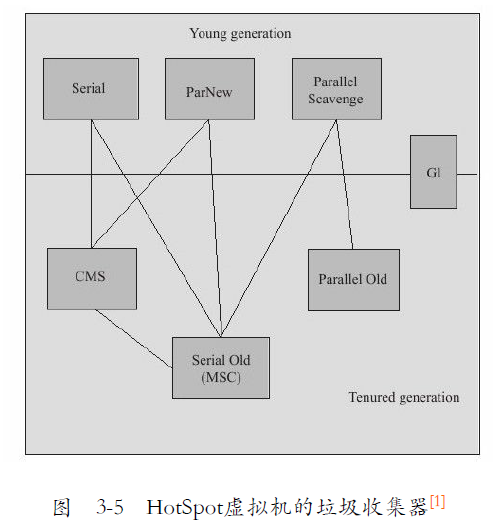 Young generation
Serial
ParNew
Parallel
Scavenge
G1
CMS
Parallel Old
Serial Old
(MSC)
Tenured generation
图 3-5 HotSpot虚拟机的垃圾收集器[1]